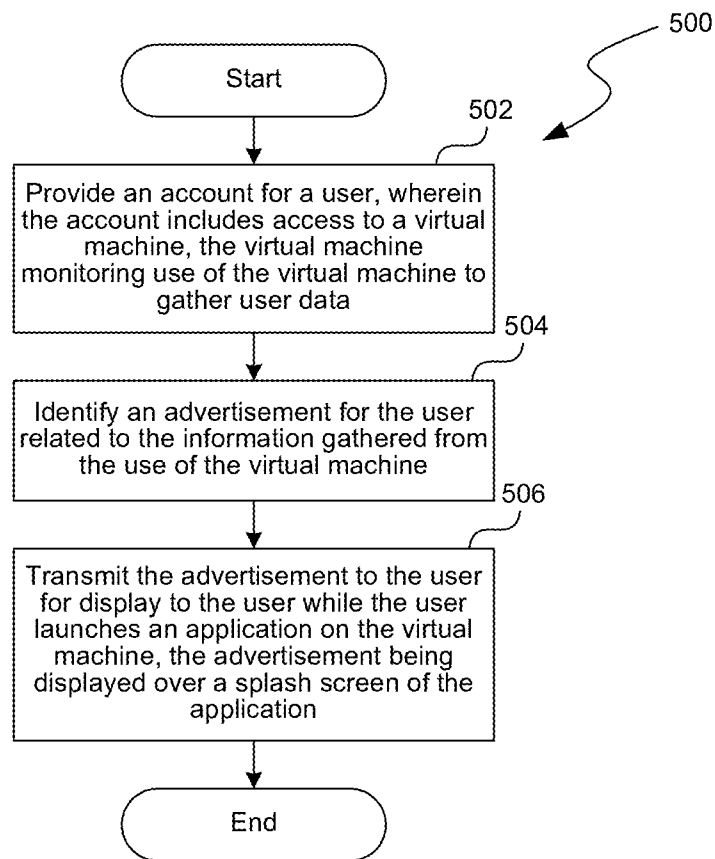 500
Start
502
Provide an account for a user, wherein
the account includes access to a virtual
machine, the virtual machine
monitoring use of the virtual machine to
gather user data
504
Identify an advertisement for the user
related to the information gathered from
the use of the virtual machine
506
Transmit the advertisement to the user
for display to the user while the user
launches an application on the virtual
machine, the advertisement being
displayed over a splash screen of the
application
End